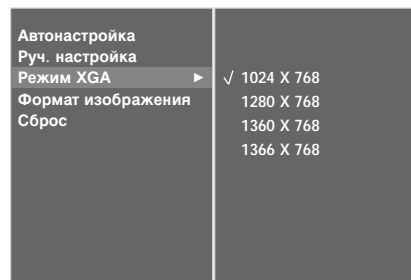 Автонастройка
Руч. настройка
Режим XGA ► √ 1024 X 768
Формат изображения 1280 X 768
Сброс 1360 X 768
1366 X 768